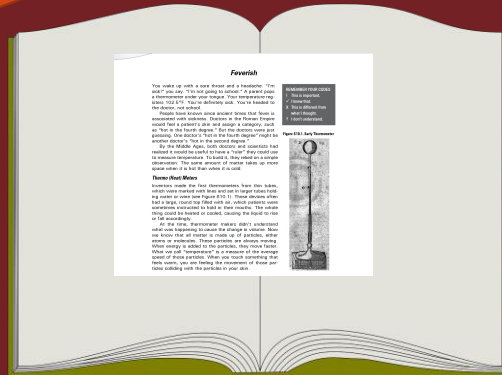 Feverish
You wake up with a sore throat and a headache. "I'm
sick!" you say. "I'm not going to school." A parent pops
a thermometer under your tongue. Your temperature reg-
isters 102.5°F. You're definitely sick. You're headed to
the doctor, not school.
People have known since ancient times that fever is
associated with sickness. Doctors in the Roman Empire
would feel a patient's skin and assign a category, such
as "hot in the fourth degree." But the doctors were just
guessing. One doctor's "hot in the fourth degree" might be
another doctor's "hot in the second degree."
By the Middle Ages, both doctors and scientists had
realized it would be useful to have a "ruler" they could use
to measure temperature. To build it, they relied on a simple
observation: The same amount of matter takes up more
space when it is hot than when it is cold.
Thermo (Heat) Meters
Inventors made the first thermometers from thin tubes,
which were marked with lines and set in larger tubes hold-
ing water or wine (see Figure E10.1). These devices often
had a large, round top filled with air, which patients were
sometimes instructed to hold in their mouths. The whole
thing could be heated or cooled, causing the liquid to rise
or fall accordingly.
At the time, thermometer makers didn't understand
what was happening to cause the change in volume. Now
we know that all matter is made up of particles, either
atoms or molecules. These particles are always moving.
When energy is added to the particles, they move faster.
What we call "temperature" is a measure of the average
speed of those particles. When you touch something that
feels warm, you are feeling the movement of those par-
ticles colliding with the particles in your skin.
REMEMBER YOUR CODES
! This is important.
✓ I knew that.
X This is different from
what I thought.
? I don't understand.
Figure E10.1. Early Thermometer